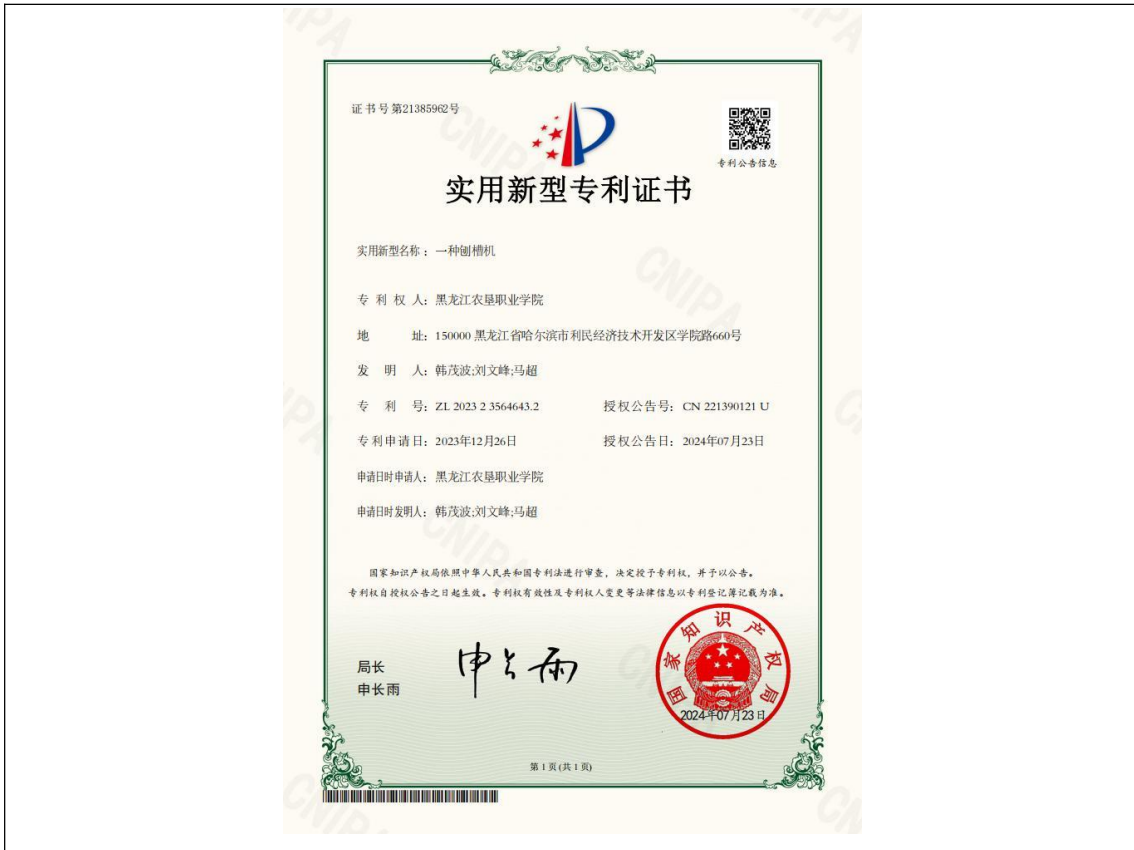 证书号第21385962号
专利公告信息
实用新型专利证书
实用新型名称：一种刨槽机
专利权人：黑龙江农垦职业学院
地址：150000 黑龙江省哈尔滨市利民经济技术开发区学院路660号
发明人：韩茂波;刘文峰;马超
专利号：ZL 2023 2 3564643.2 授权公告号：CN 221390121 U
专利申请日：2023年12月26日 授权公告日：2024年07月23日
申请日时申请人：黑龙江农垦职业学院
申请日时发明人：韩茂波;刘文峰;马超
国家知识产权局依照中华人民共和国专利法进行审查，决定授予专利权，并予以公告。
专利权自授权公告之日起生效。专利权有效性及专利权人变更等法律信息以专利登记簿记载为准。
局长
申长雨
申长雨
国家知识产权局
2024年07月23日
第 1 页 (共 1 页)
CNIPA